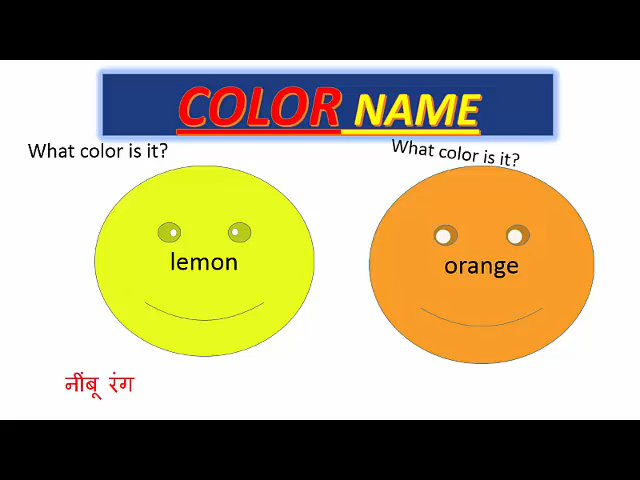 COLOR NAME
What color is it?
What color is it?
lemon
orange
नींबू रंग